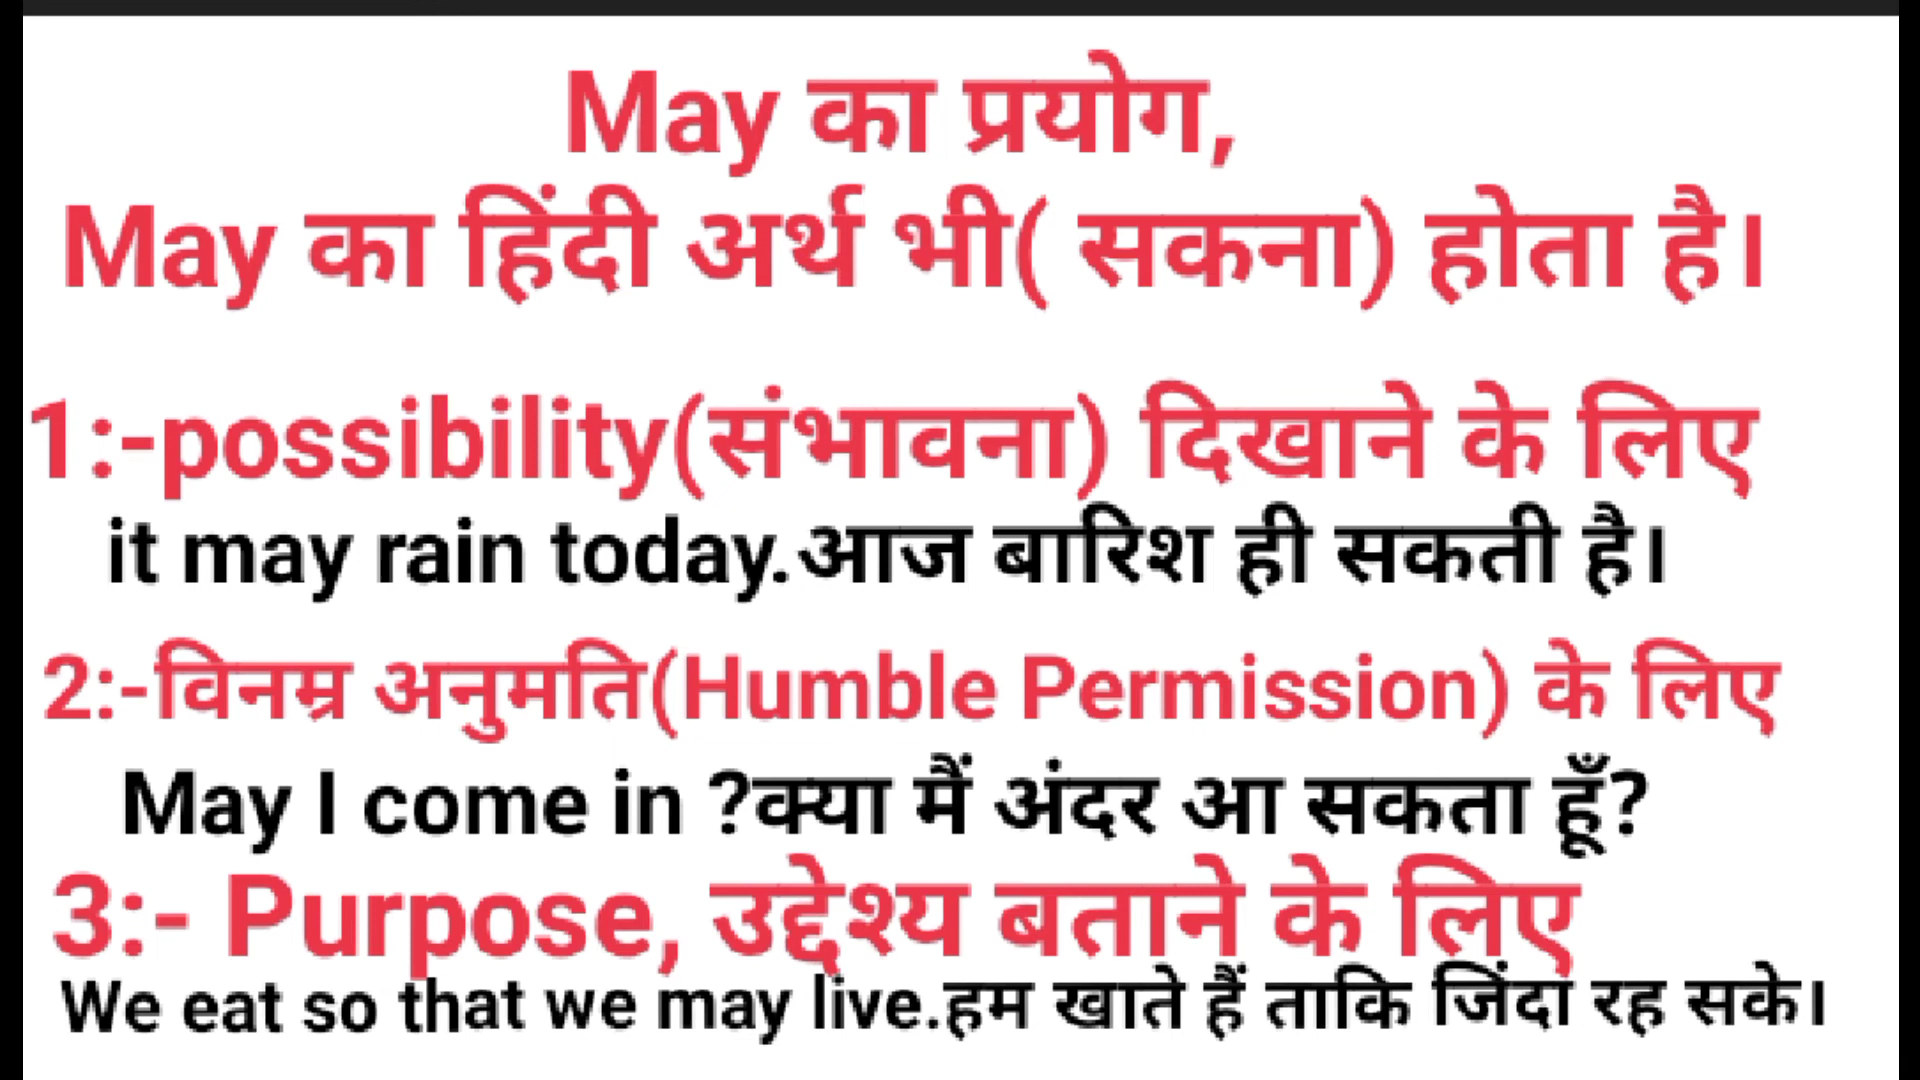 May का प्रयोग,
May का हिंदी अर्थ भी( सकना) होता है।
1:-possibility(संभावना) दिखाने के लिए
it may rain today.आज बारिश ही सकती है।
2:-विनम्र अनुमति(Humble Permission) के लिए
May I come in ?क्या मैं अंदर आ सकता हूँ?
3:- Purpose, उद्देश्य बताने के लिए
We eat so that we may live.हम खाते हैं ताकि जिंदा रह सके।